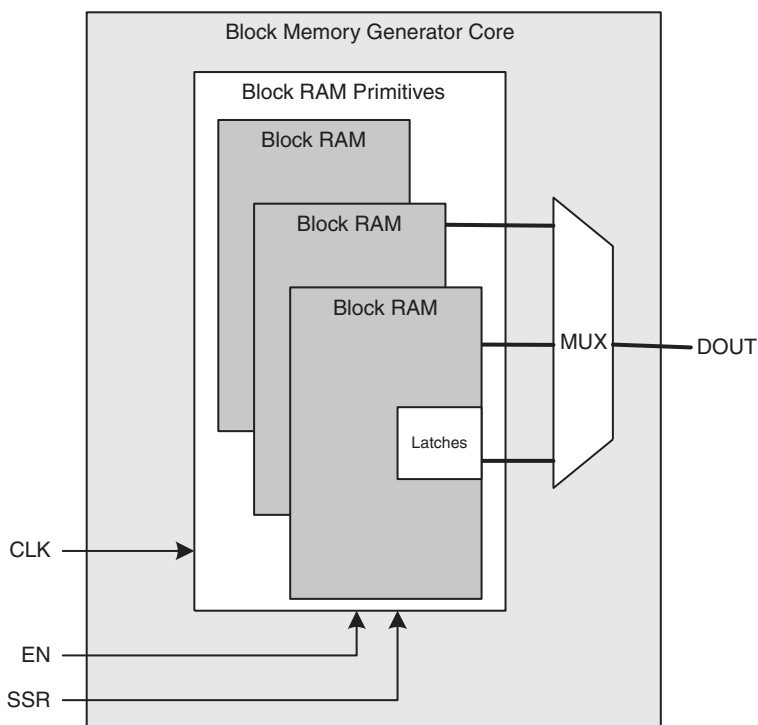 Block Memory Generator Core
Block RAM Primitives
Block RAM
Block RAM
Block RAM
MUX
DOUT
Latches
CLK
EN
SSR